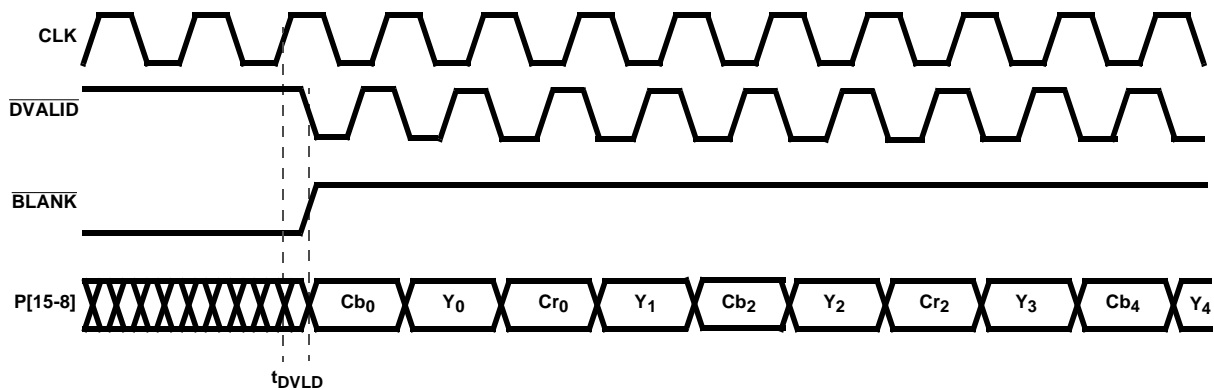 CLK
DVALID
BLANK
P[15-8] Cb0 Y0 Cr0 Y1 Cb2 Y2 Cr2 Y3 Cb4 Y4
tDVLD